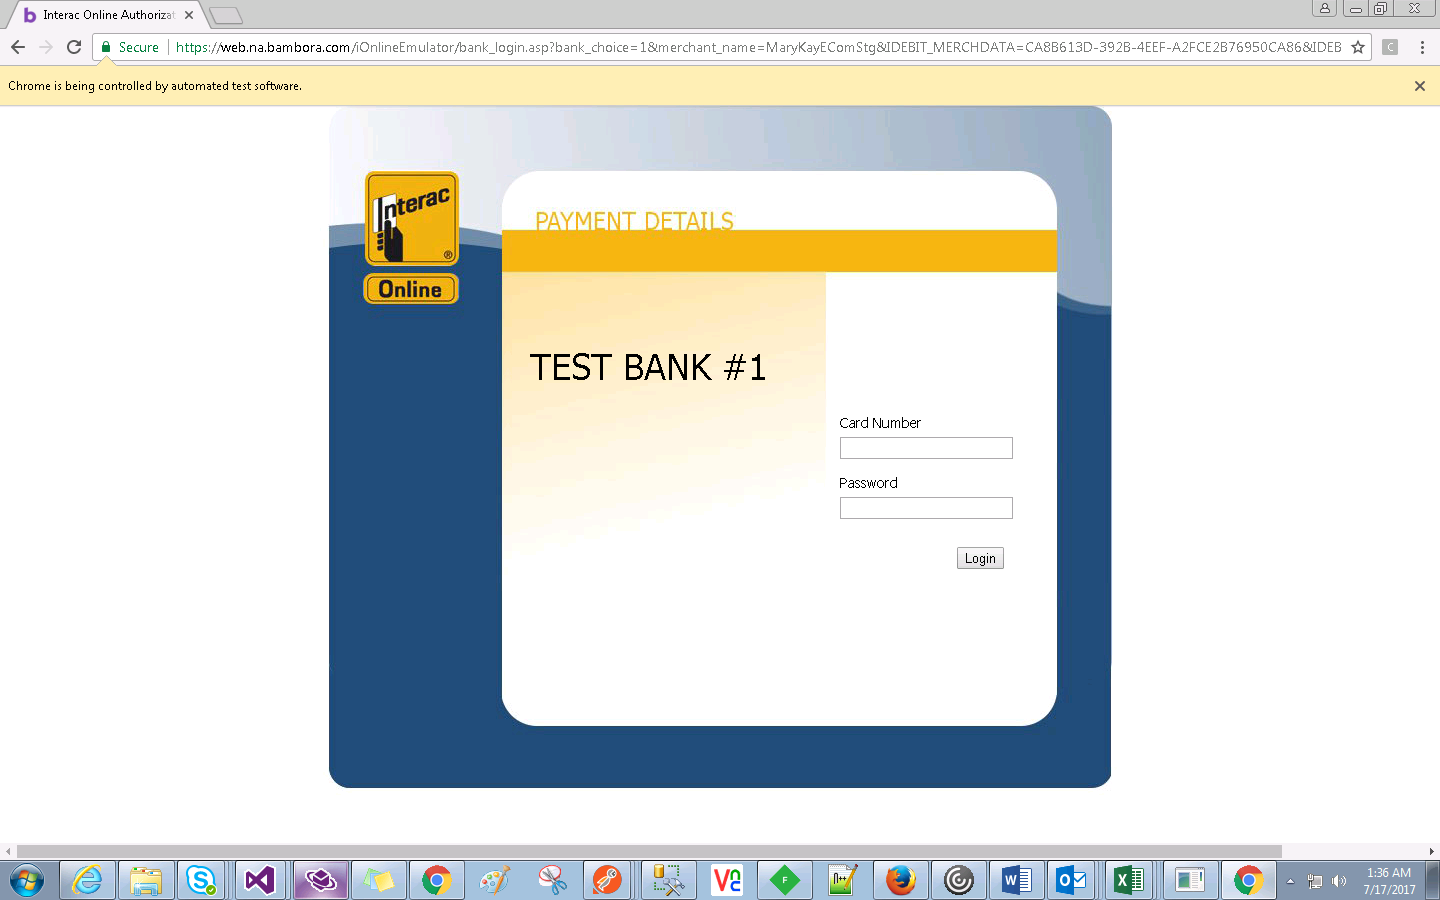 Interac Online Authorizat
Secure
https://web.na.bambora.com/iOnlineEmulator/bank_login.asp?bank_choice=1&merchant_name=MaryKayEComStg&IDEBIT_MERCHDATA=CA8B613D-392B-4EEF-A2FCE2B76950CA86&IDEB
Chrome is being controlled by automated test software.
Interac
®
Online
PAYMENT DETAILS
TEST BANK #1
Card Number
Password
Login
1:36 AM
7/17/2017